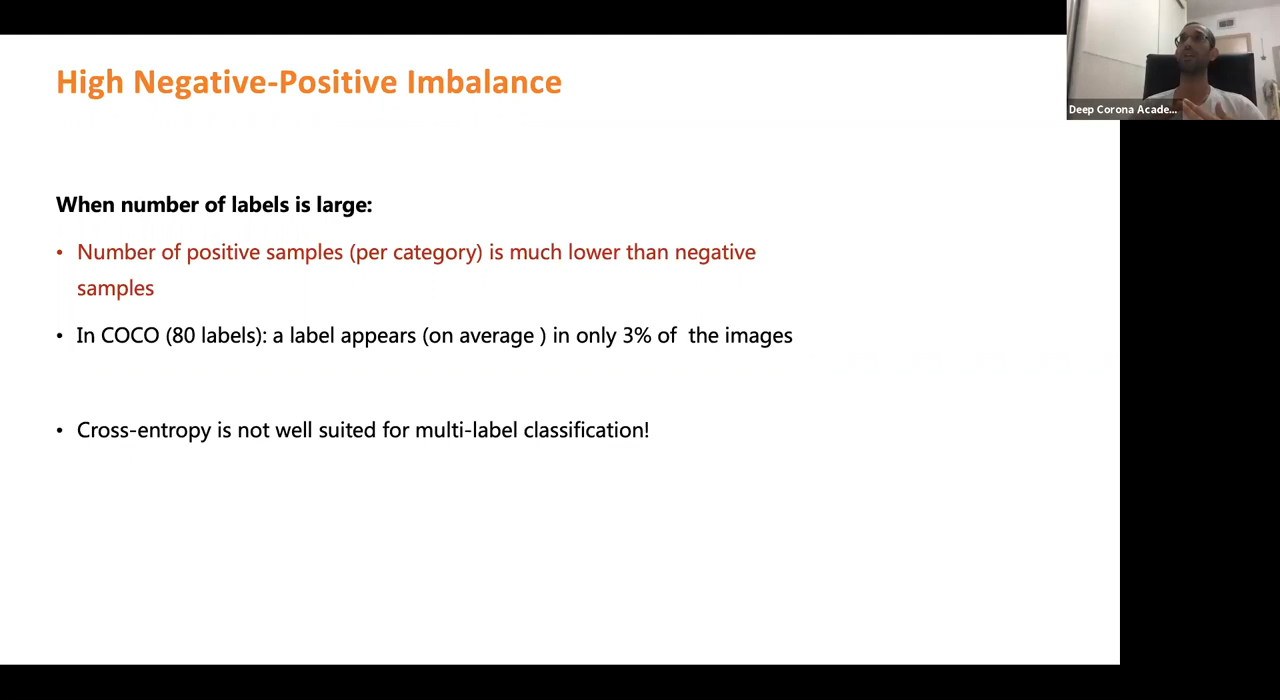 High Negative-Positive Imbalance
Deep Corona Acade...
When number of labels is large:
• Number of positive samples (per category) is much lower than negative
samples
• In COCO (80 labels): a label appears (on average ) in only 3% of  the images
• Cross-entropy is not well suited for multi-label classification!